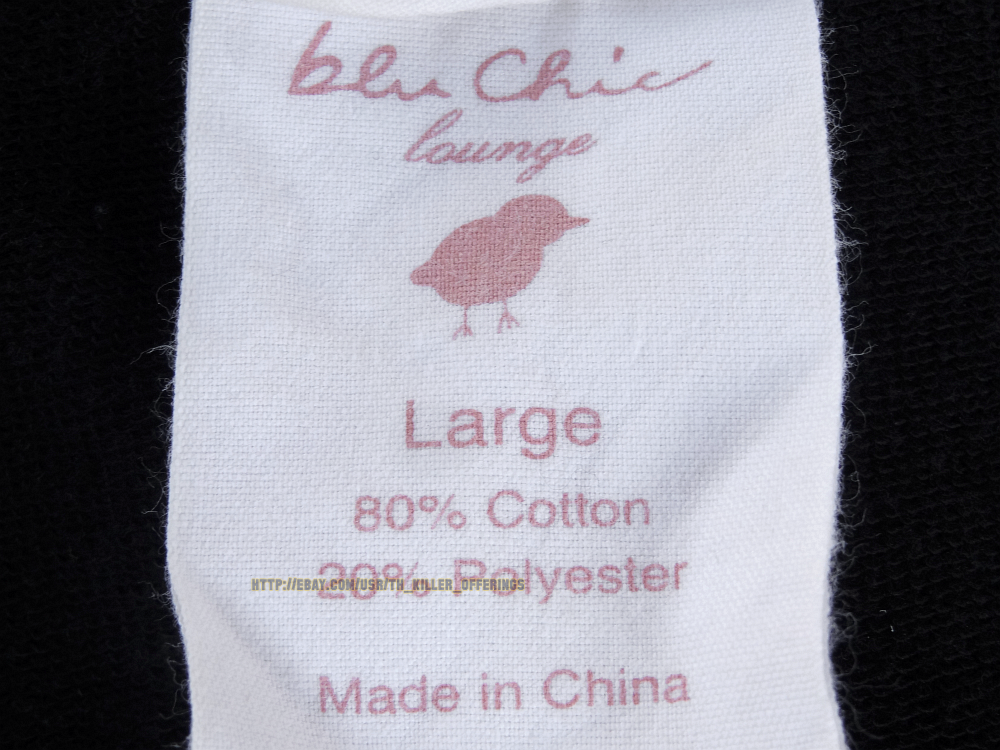 blu Chic
lounge
Large
80% Cotton
20% Polyester
HTTP://EBAY.COM/USR/TH_KILLER_OFFERINGS
Made in China